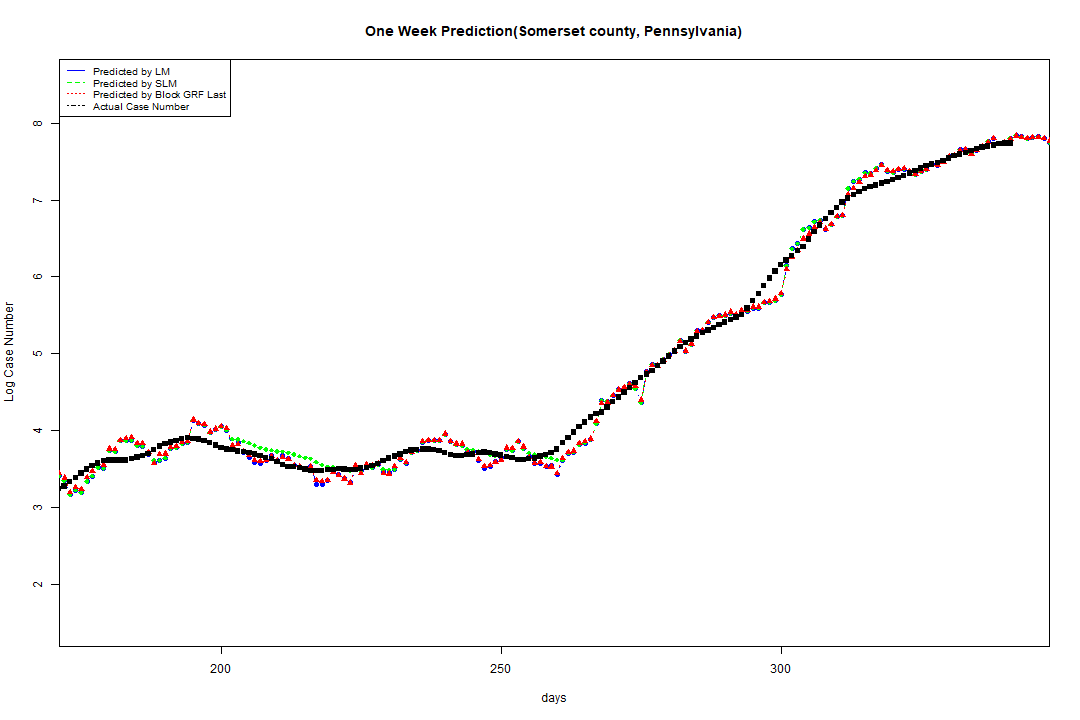 One Week Prediction(Somerset county, Pennsylvania)
Predicted by LM
Predicted by SLM
Predicted by Block GRF Last
Actual Case Number
8
7
6
5
4
3
2
Log Case Number
200 250 300
days